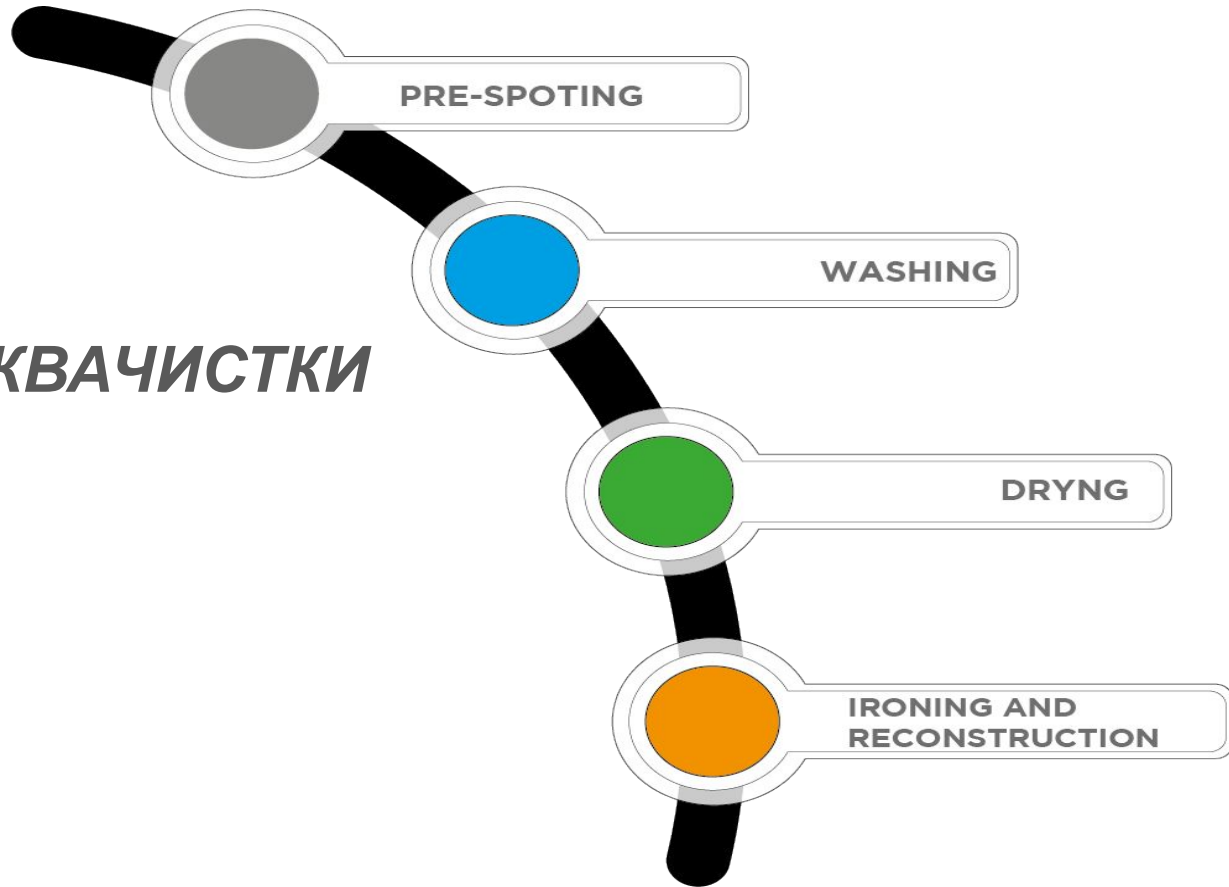 PRE-SPOTING
WASHING
КВАЧИСТКИ
DRYNG
IRONING AND
RECONSTRUCTION